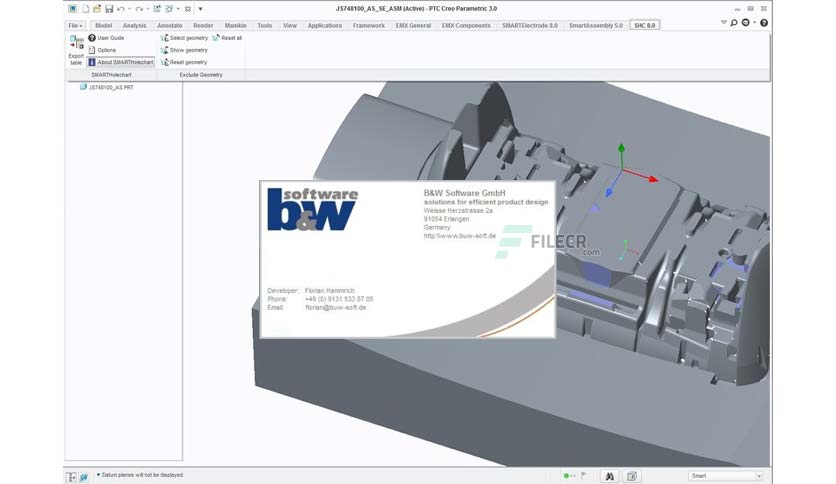 JS748100_AS_SE_ASM (Active) - PTC Creo Parametric 3.0
File Model Analysis Annotate Render Manikin Tools View Applications Framework EMX General EMX Components SMARTElectrode 8.0 SmartAssembly 5.0 SHC 8.0
User Guide Select geometry Reset all
Options Show geometry
Export table About SMARTHolechart Reset geometry
SMARTHolechart Exclude Geometry
JS748100_AS.PRT
software
b&w
B&W Software GmbH
solutions for efficient product design
Weisse Herzstrasse 2a
91054 Erlangen
Germany
http:\\www.buw-soft.de
FILECR
.com
Developer: Florian Hammrich
Phone: +49 (0) 9131 533 87 05
Email: florian@buw-soft.de
• Datum planes will not be displayed.
Smart